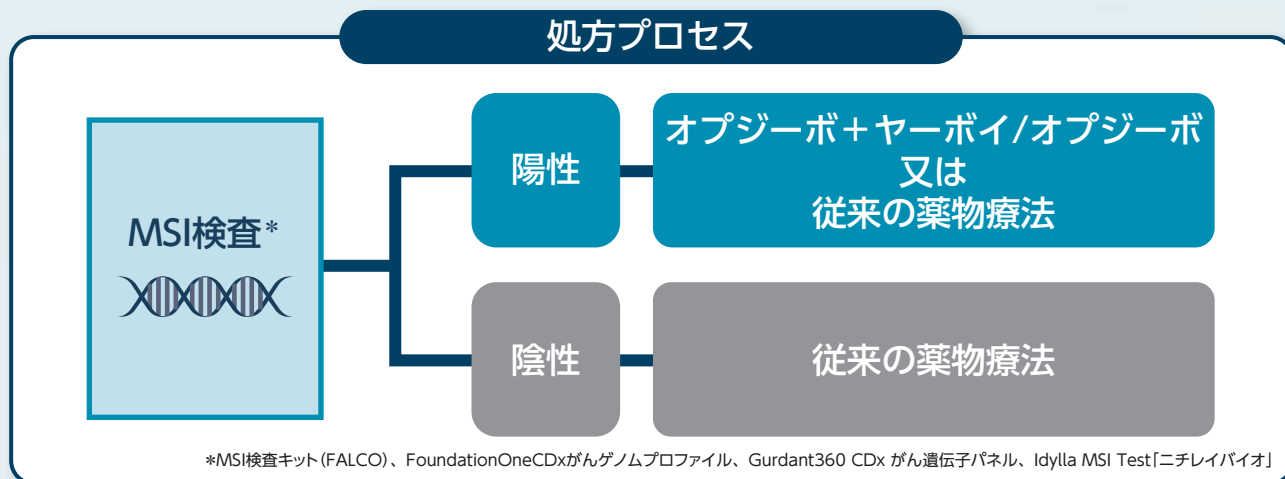 処方プロセス
MSI検査*
陽性
オプジーボ+ヤーボイ/オプジーボ
又は
従来の薬物療法
陰性
従来の薬物療法
*MSI検査キット(FALCO)、FoundationOneCDxがんゲノムプロファイル、Gurdant360 CDx がん遺伝子パネル、Idylla MSI Test「ニチレイバイオ」